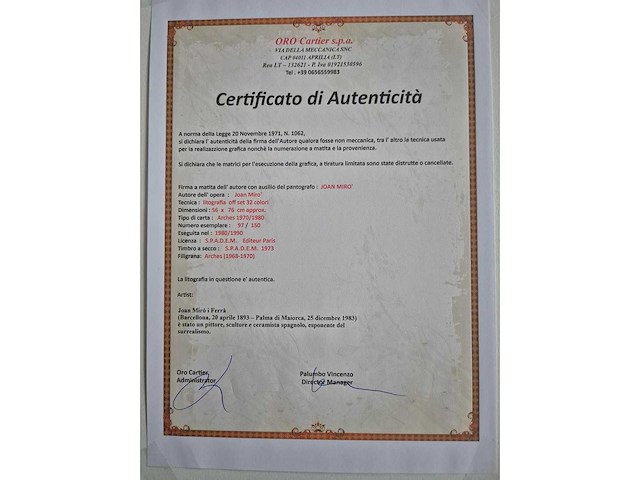 ORO Cartier s.p.a.
VIA DELLA MECCANICA SNC
CAP 04011 APRILIA (LT)
Rea LT - 132621 - P. Iva 01921550596
Tel . +39 0656559983
Certificato di Autenticità
A norma della Legge 20 Novembre 1971, N. 1062,
si dichiara l' autenticità della firma dell'Autore qualora fosse non meccanica, tra l' altro la tecnica usata
per la realizazzione grafica nonchè la numerazione a matita e la provenienza.
Si dichiara che le matrici per l'esecuzione della grafica, a tiratura limitata sono state distrutte o cancellate.
Firma a matta dell' autore con ausilio del pantografo : JOAN MIRO'
Autore dell' opera : Joan Miro'
Tecnica : litografia off set 32 colori
Dimensioni : 56 x 76 cm approx.
Tipo di carta : Arches 1970/1980
Numero esemplare : 97 / 150
Eseguita nel : 1980/1990
Licenza : S.P.A.D.E.M. Editeur Paris
Timbro a secco : S.P.A.D.E.M. 1973
Filigrana: Arches (1968-1970)
La litografia in questione e' autentica.
Artist:
Joan Miró i Ferrà
(Barcellona, 20 aprile 1893 – Palma di Maiorca, 25 dicembre 1983)
è stato un pittore, scultore e ceramista spagnolo, esponente del
surrealismo.
Oro Cartier
Administrator
Palumbo Vincenzo
Director Manager